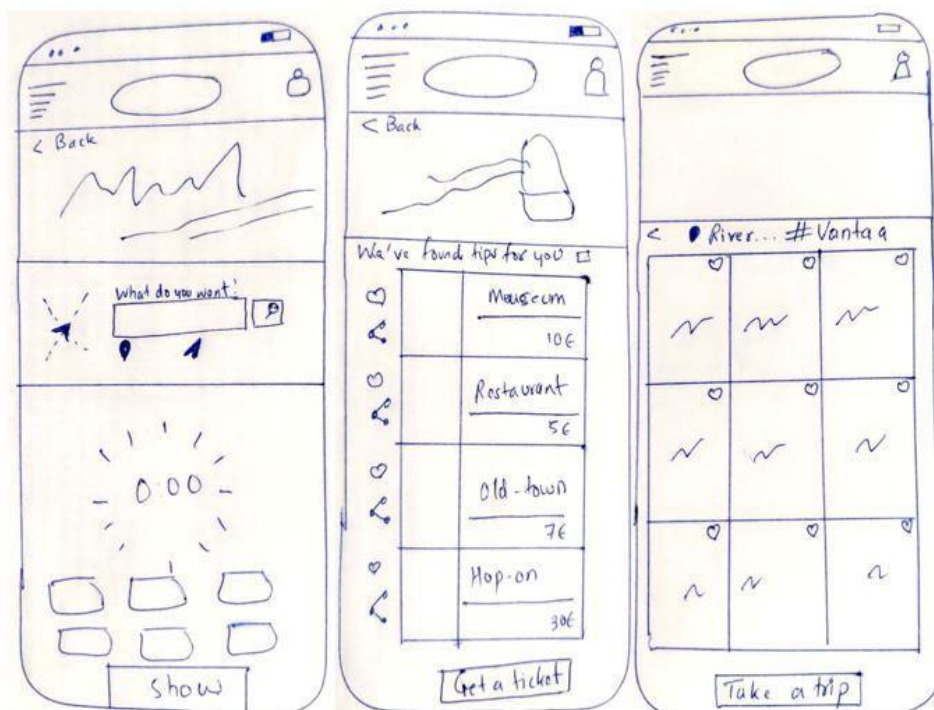 < Back
What do you want:
0:00
Show
< Back
We've found tips for you
Mouseum
10€
Restaurant
5€
Old-town
7€
Hop-on
30€
Get a ticket
< River... #Vantaa
Take a trip